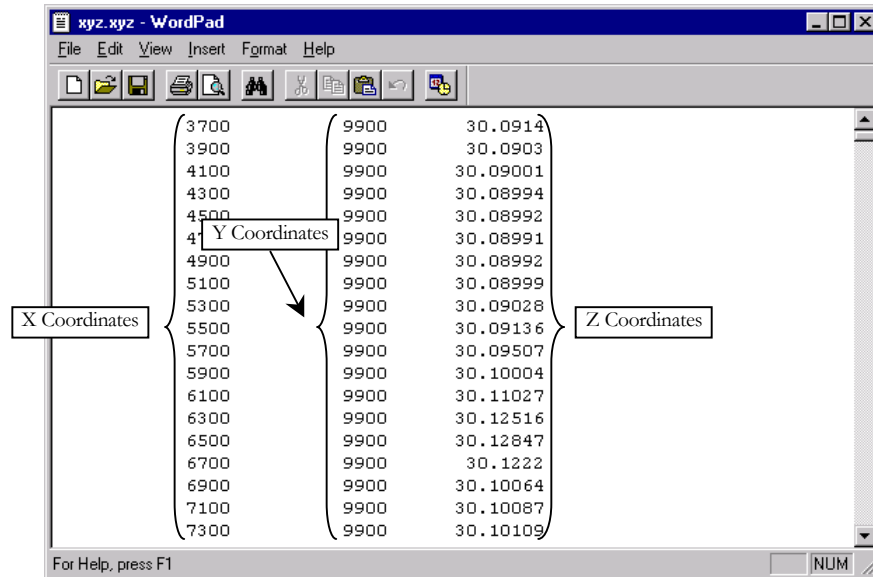 xyz.xyz - WordPad
File Edit View Insert Format Help
3700 9900 30.0914
3900 9900 30.0903
4100 9900 30.09001
4300 9900 30.08994
4500 9900 30.08992
9900 30.08991
Y Coordinates
4900 9900 30.08992
5100 9900 30.08999
5300 9900 30.09028
X Coordinates
Z Coordinates
5500 9900 30.09136
5700 9900 30.09507
5900 9900 30.10004
6100 9900 30.11027
6300 9900 30.12516
6500 9900 30.12847
6700 9900 30.1222
6900 9900 30.10064
7100 9900 30.10087
7300 9900 30.10109
For Help, press F1
NUM